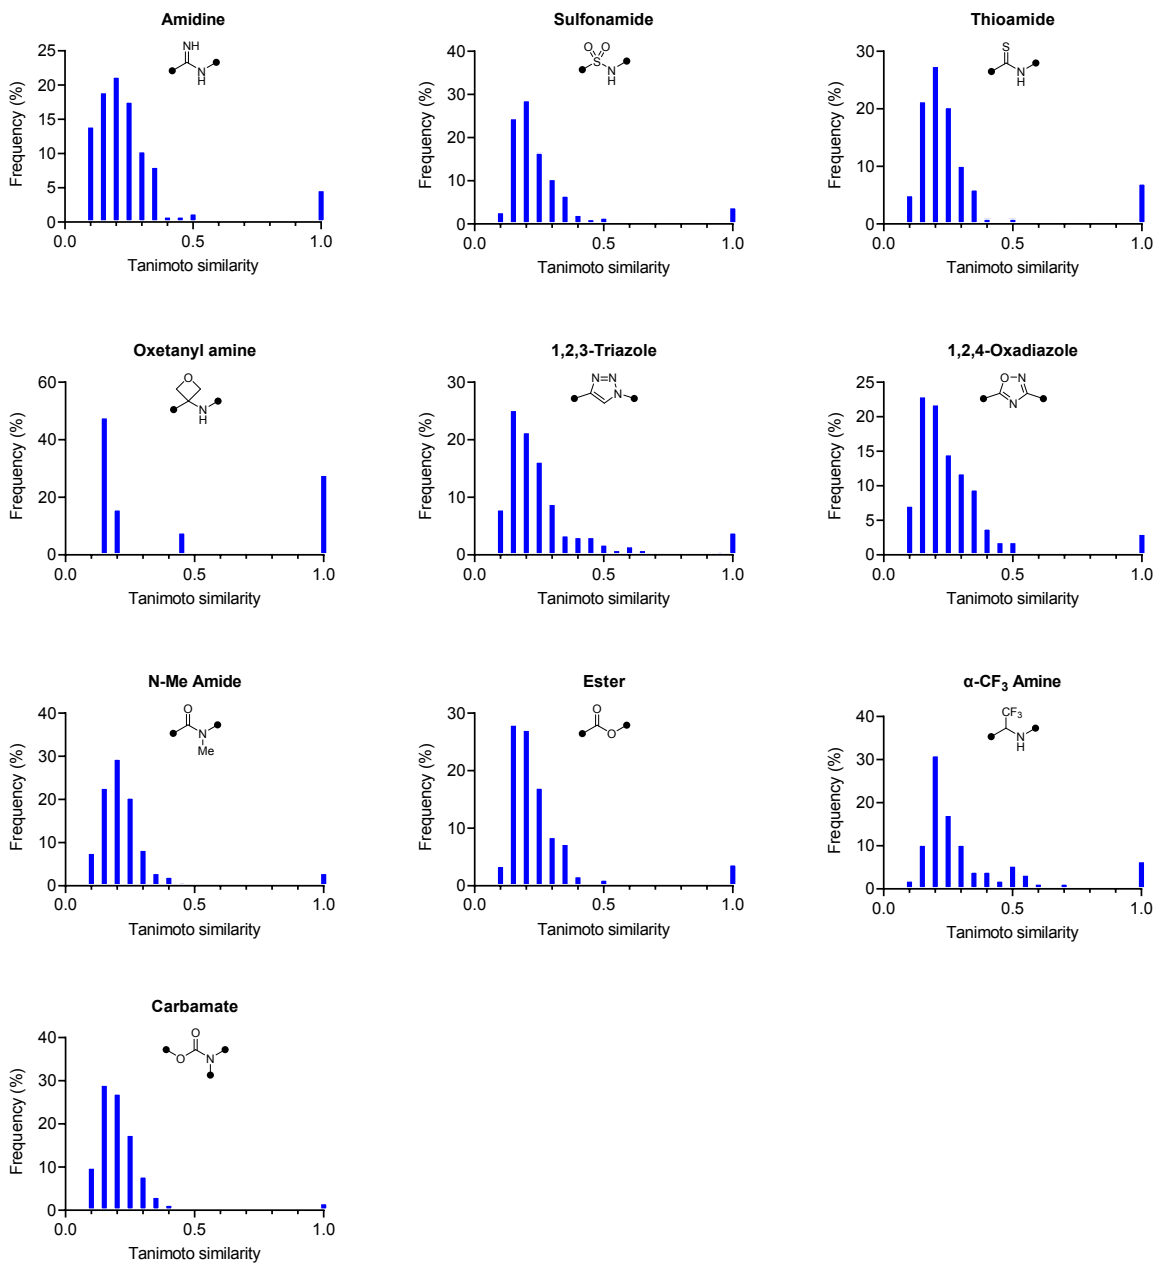 Amidine
NH
N
H
Frequency (%)
25
20
15
10
5
0
0.0 0.5 1.0
Tanimoto similarity
Sulfonamide
O O
S
N
H
Frequency (%)
40
30
20
10
0
0.0 0.5 1.0
Tanimoto similarity
Thioamide
S
N
H
Frequency (%)
30
20
10
0
0.0 0.5 1.0
Tanimoto similarity
Oxetanyl amine
O
N
H
Frequency (%)
60
40
20
0
0.0 0.5 1.0
Tanimoto similarity
1,2,3-Triazole
N=N
N
Frequency (%)
30
20
10
0
0.0 0.5 1.0
Tanimoto similarity
1,2,4-Oxadiazole
O-N
N
Frequency (%)
25
20
15
10
5
0
0.0 0.5 1.0
Tanimoto similarity
N-Me Amide
O
N
Me
Frequency (%)
40
30
20
10
0
0.0 0.5 1.0
Tanimoto similarity
Ester
O
O
Frequency (%)
30
20
10
0
0.0 0.5 1.0
Tanimoto similarity
α-CF3 Amine
CF3
N
H
Frequency (%)
40
30
20
10
0
0.0 0.5 1.0
Tanimoto similarity
Carbamate
O
O N
Frequency (%)
40
30
20
10
0
0.0 0.5 1.0
Tanimoto similarity